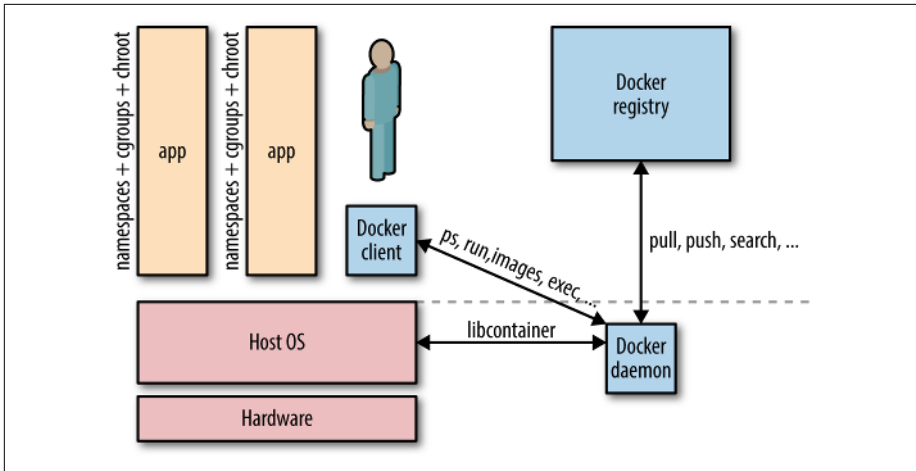 namespaces + cgroups + chroot
app
namespaces + cgroups + chroot
app
Docker
registry
Docker
client
ps, run,images, exec, ...
pull, push, search, ...
Host OS
libcontainer
Docker
daemon
Hardware